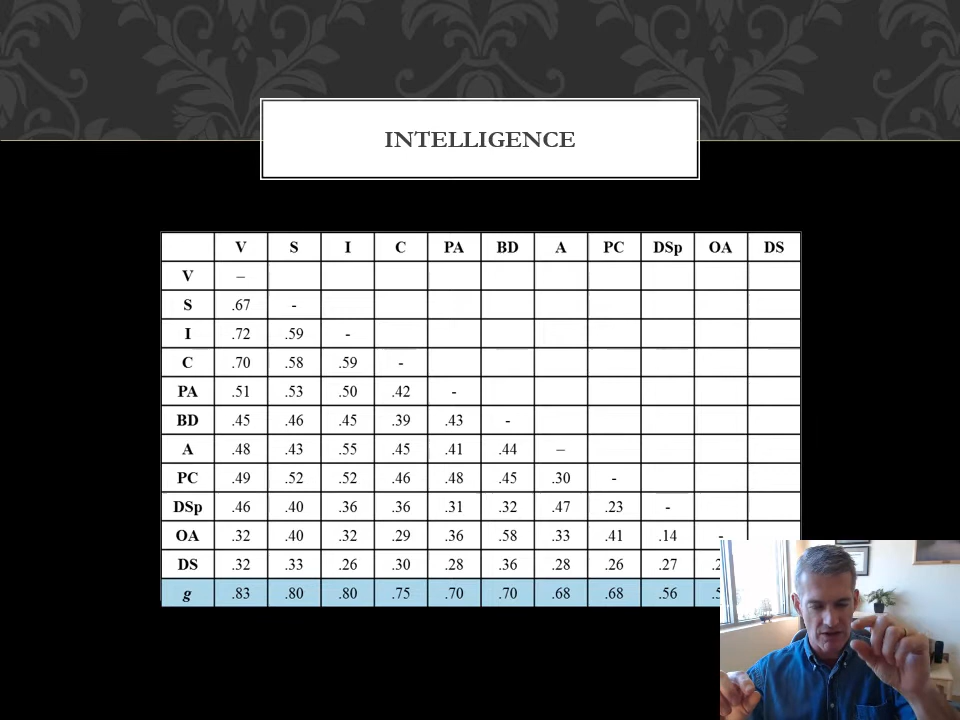 INTELLIGENCE
V S I C PA BD A PC DSp OA DS
V –
S .67 -
I .72 .59 -
C .70 .58 .59 -
PA .51 .53 .50 .42 -
BD .45 .46 .45 .39 .43 -
A .48 .43 .55 .45 .41 .44 –
PC .49 .52 .52 .46 .48 .45 .30 -
DSp .46 .40 .36 .36 .31 .32 .47 .23 -
OA .32 .40 .32 .29 .36 .58 .33 .41 .14 -
DS .32 .33 .26 .30 .28 .36 .28 .26 .27
g .83 .80 .80 .75 .70 .70 .68 .68 .56